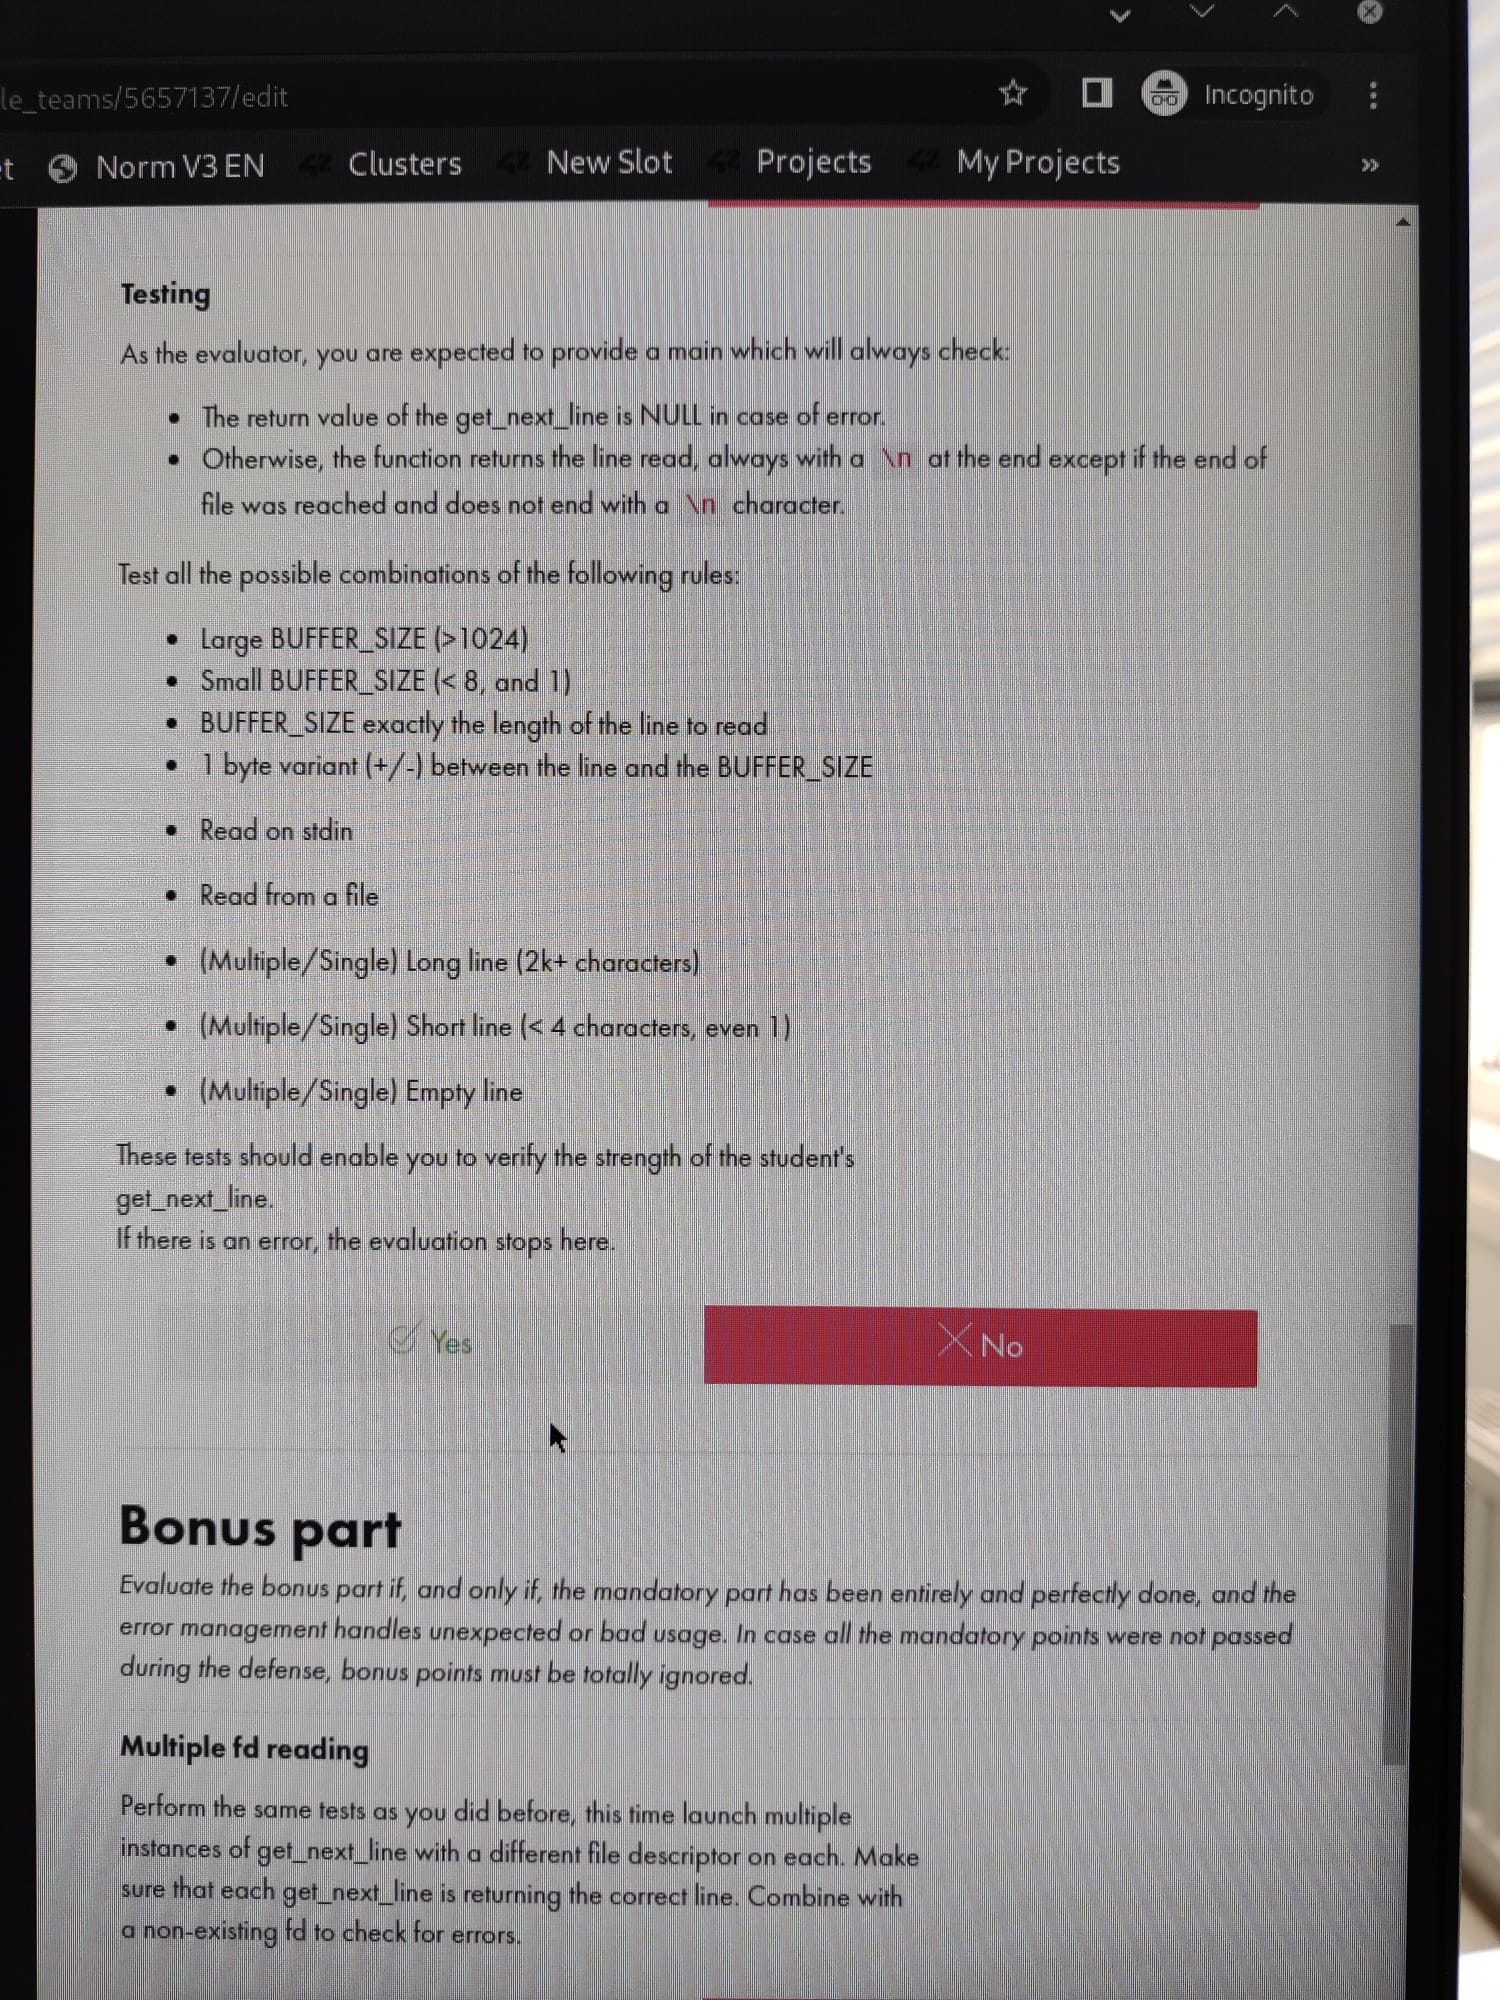 le_teams/5657137/edit
Incognito
et Norm V3 EN 42 Clusters 42 New Slot 42 Projects 42 My Projects »
Testing
As the evaluator, you are expected to provide a main which will always check:
• The return value of the get_next_line is NULL in case of error.
• Otherwise, the function returns the line read, always with a \n at the end except if the end of
file was reached and does not end with a \n character.
Test all the possible combinations of the following rules:
• Large BUFFER_SIZE (>1024)
• Small BUFFER_SIZE (< 8, and 1)
• BUFFER_SIZE exactly the length of the line to read
• 1 byte variant (+/-) between the line and the BUFFER_SIZE
• Read on stdin
• Read from a file
• (Multiple/Single) Long line (2k+ characters)
• (Multiple/Single) Short line (< 4 characters, even 1)
• (Multiple/Single) Empty line
These tests should enable you to verify the strength of the student's
get_next_line.
If there is an error, the evaluation stops here.
Yes
No
Bonus part
Evaluate the bonus part if, and only if, the mandatory part has been entirely and perfectly done, and the
error management handles unexpected or bad usage. In case all the mandatory points were not passed
during the defense, bonus points must be totally ignored.
Multiple fd reading
Perform the same tests as you did before, this time launch multiple
instances of get_next_line with a different file descriptor on each. Make
sure that each get_next_line is returning the correct line. Combine with
a non-existing fd to check for errors.